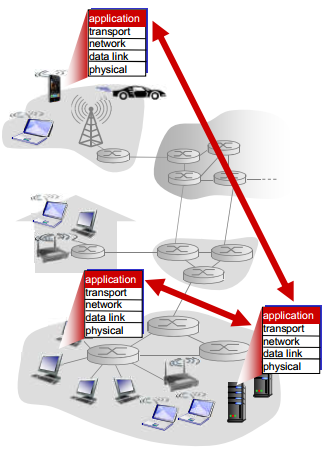 application
transport
network
data link
physical
application
transport
network
data link
physical
application
transport
network
data link
physical